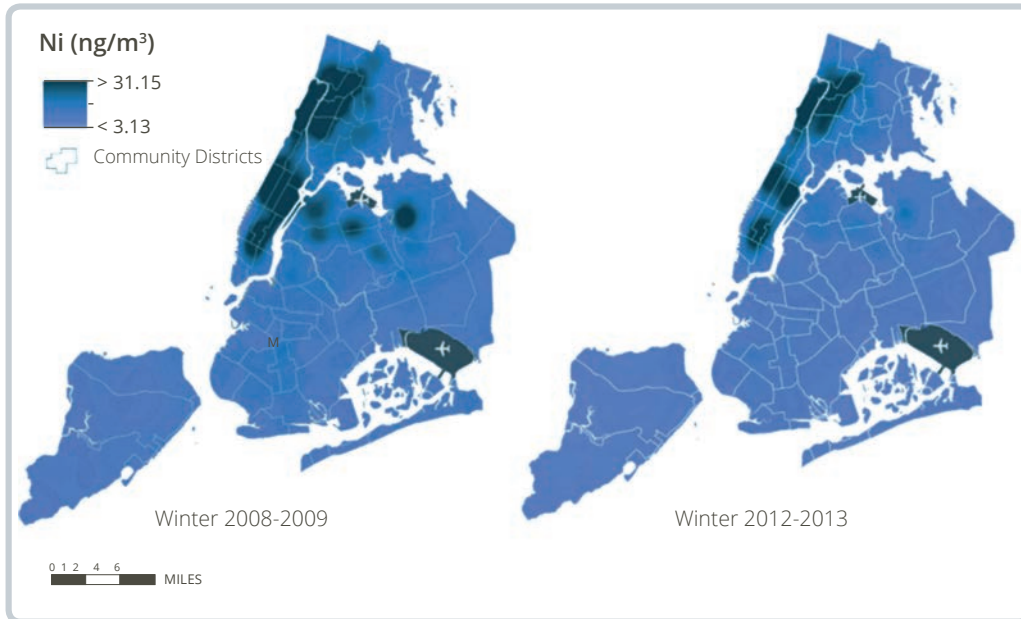 Ni (ng/m³)
> 31.15
< 3.13
Community Districts
M
Winter 2008-2009
Winter 2012-2013
0 1 2 4 6
MILES